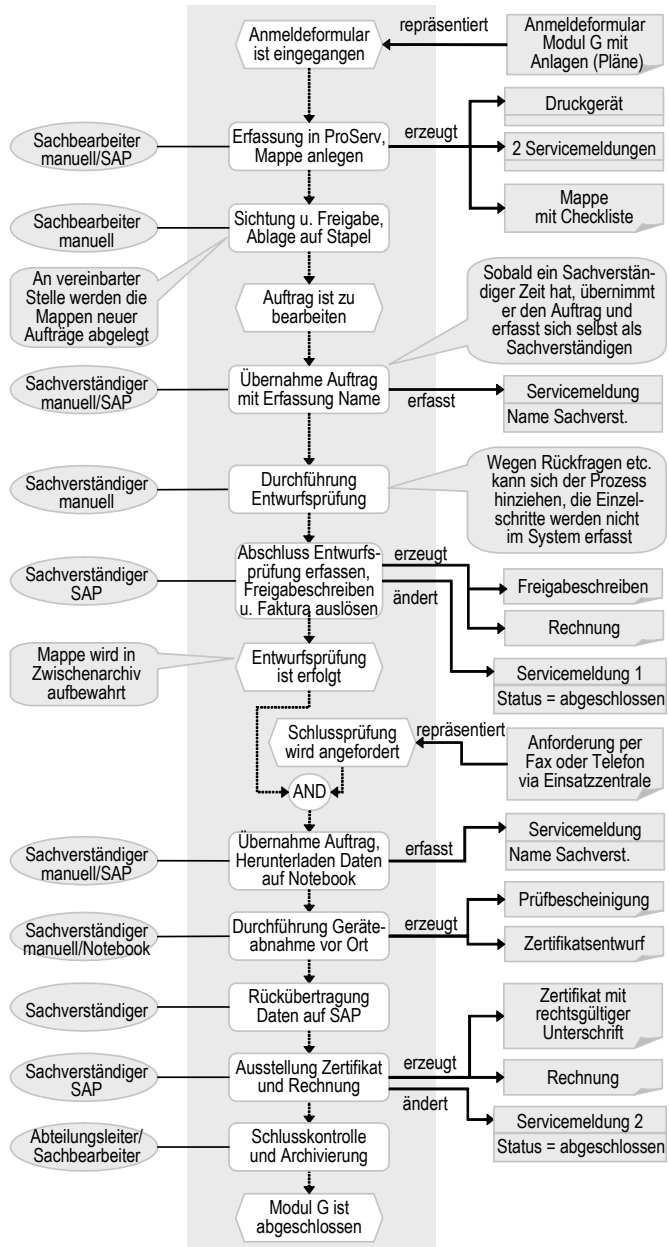 Anmeldeformular
ist eingegangen
repräsentiert
Anmeldeformular
Modul G mit
Anlagen (Pläne)
Sachbearbeiter
manuell/SAP
Erfassung in ProServ,
Mappe anlegen
erzeugt
Druckgerät
2 Servicemeldungen
Mappe
mit Checkliste
Sachbearbeiter
manuell
Sichtung u. Freigabe,
Ablage auf Stapel
An vereinbarter
Stelle werden die
Mappen neuer
Aufträge abgelegt
Auftrag ist zu
bearbeiten
Sobald ein Sachverstän-
diger Zeit hat, übernimmt
er den Auftrag und
erfasst sich selbst als
Sachverständigen
Sachverständiger
manuell/SAP
Übernahme Auftrag
mit Erfassung Name
erfasst
Servicemeldung
Name Sachverst.
Sachverständiger
manuell
Durchführung
Entwurfsprüfung
Wegen Rückfragen etc.
kann sich der Prozess
hinziehen, die Einzel-
schritte werden nicht
im System erfasst
Sachverständiger
SAP
Abschluss Entwurfs-
prüfung erfassen,
Freigabeschreiben
u. Faktura auslösen
erzeugt
ändert
Freigabeschreiben
Rechnung
Servicemeldung 1
Status = abgeschlossen
Mappe wird in
Zwischenarchiv
aufbewahrt
Entwurfsprüfung
ist erfolgt
Schlussprüfung
wird angefordert
repräsentiert
Anforderung per
Fax oder Telefon
via Einsatzzentrale
AND
Sachverständiger
manuell/SAP
Übernahme Auftrag,
Herunterladen Daten
auf Notebook
erfasst
Servicemeldung
Name Sachverst.
Sachverständiger
manuell/Notebook
Durchführung Geräte-
abnahme vor Ort
erzeugt
Prüfbescheinigung
Zertifikatsentwurf
Sachverständiger
Rückübertragung
Daten auf SAP
Zertifikat mit
rechtsgültiger
Unterschrift
Sachverständiger
SAP
Ausstellung Zertifikat
und Rechnung
erzeugt
ändert
Rechnung
Servicemeldung 2
Status = abgeschlossen
Abteilungsleiter/
Sachbearbeiter
Schlusskontrolle
und Archivierung
Modul G ist
abgeschlossen